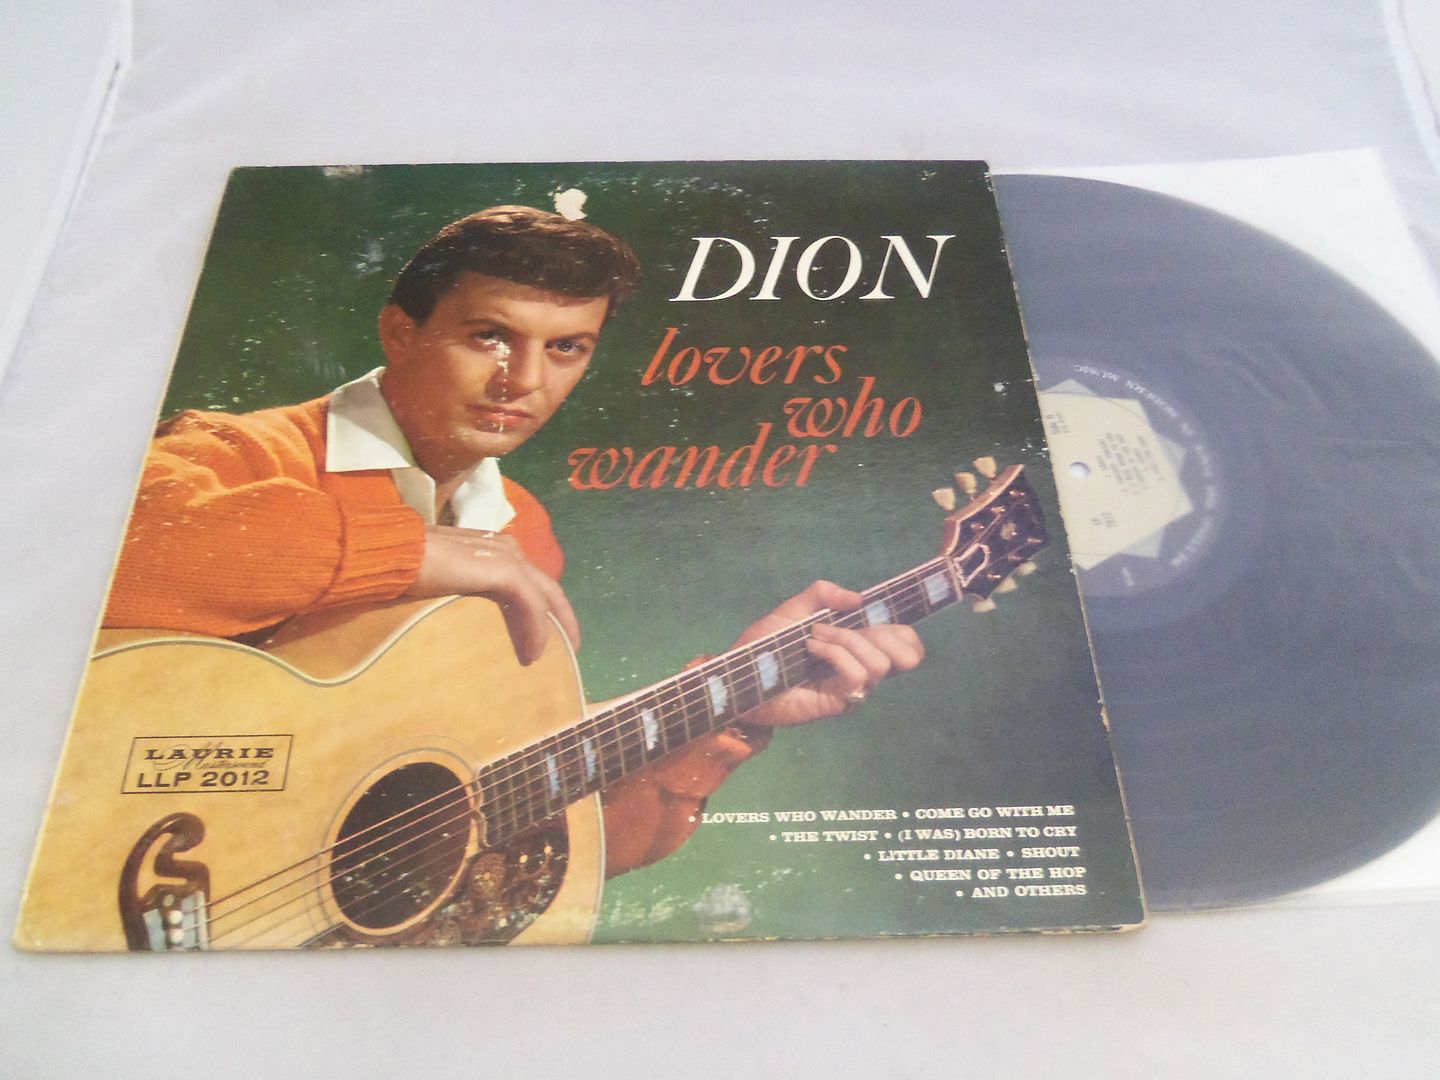 DION
lovers
who
wander
LAURIE
Mastersound
LLP 2012
• LOVERS WHO WANDER • COME GO WITH ME
• THE TWIST • (I WAS) BORN TO CRY
• LITTLE DIANE • SHOUT
• QUEEN OF THE HOP
• AND OTHERS